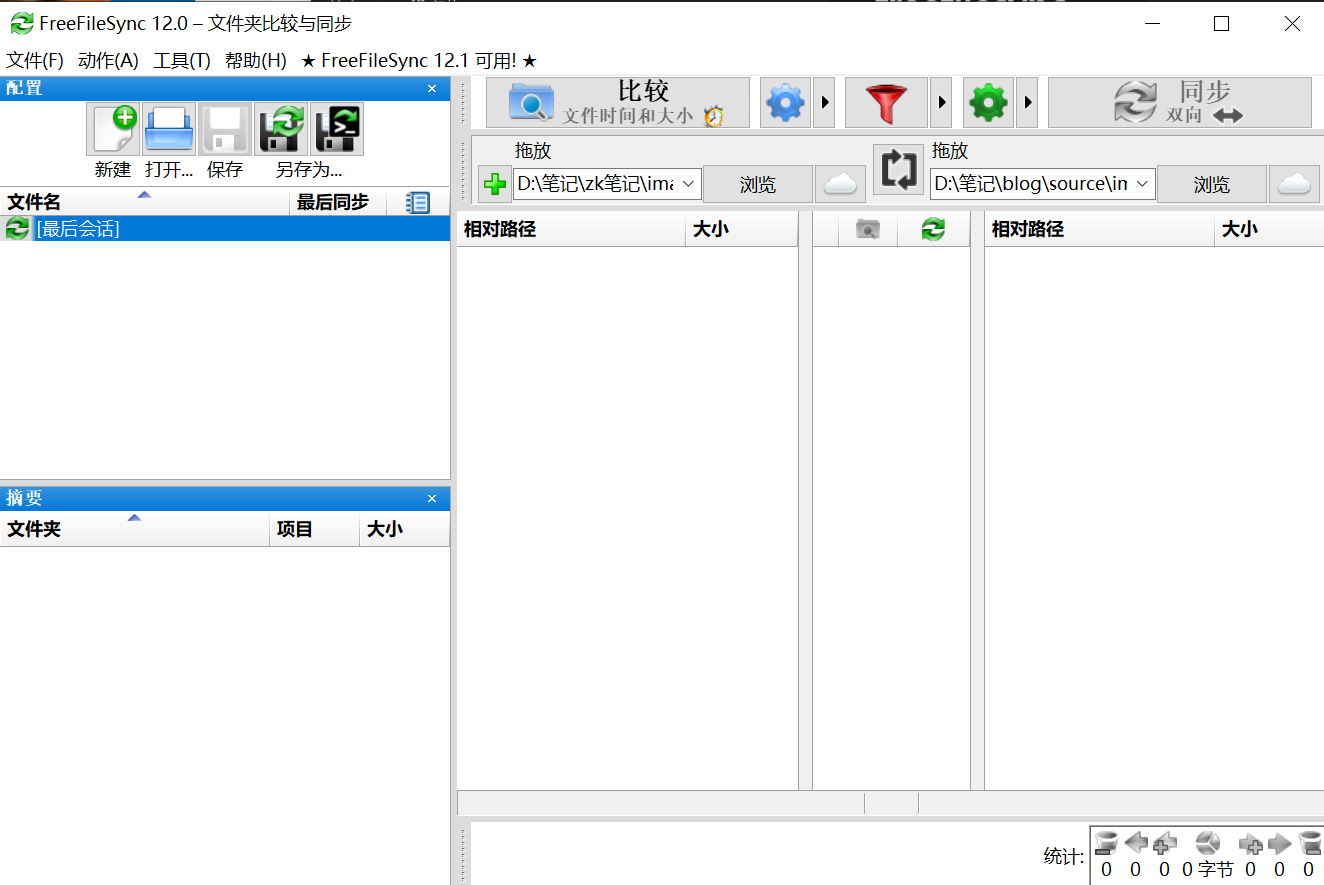 FreeFileSync 12.0 – 文件夹比较与同步
文件(F) 动作(A) 工具(T) 帮助(H) ★ FreeFileSync 12.1 可用! ★
配置
新建 打开... 保存 另存为...
文件名 最后同步
[最后会话]
摘要
文件夹 项目 大小
比较
文件时间和大小
同步
双向
拖放 拖放
D:\笔记\zk笔记\ima 浏览 D:\笔记\blog\source\im 浏览
相对路径 大小 相对路径 大小
统计: 0 0 0 0 字节 0 0 0